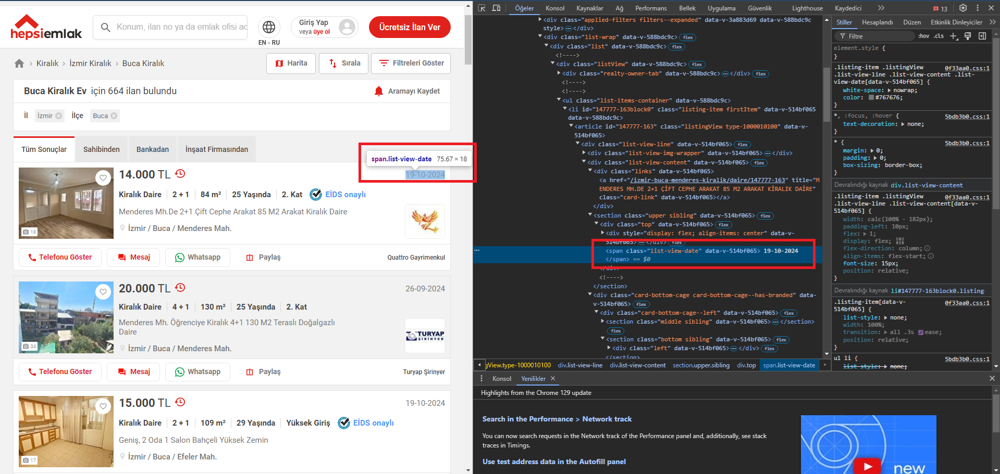 hepsiemlak
Konum, ilan no ya da emlak ofisi ac
EN - RU
Giriş Yap
veya üye ol
Ücretsiz İlan Ver
Kiralık
İzmir Kiralık
Buca Kiralık
Harita
Sırala
Filtreleri Göster
Buca Kiralık Ev için 664 ilan bulundu
Aramayı Kaydet
İl İzmir İlçe Buca
Tüm Sonuçlar
Sahibinden
Bankadan
İnşaat Firmasından
span.list-view-date 75.67 × 18
19-10-2024
14.000 TL
Kiralık Daire 2 + 1 84 m² 25 Yaşında 2. Kat EİDS onaylı
Menderes Mh.De 2+1 Çift Cephe Arakat 85 M2 Arakat Kiralık Daire
İzmir / Buca / Menderes Mah.
18
Telefonu Göster
Mesaj
Whatsapp
Paylaş
Quattro Gayrimenkul
20.000 TL
26-09-2024
Kiralık Daire 4 + 1 130 m² 25 Yaşında 2. Kat
Menderes Mh. Öğrenciye Kiralık 4+1 130 M2 Teraslı Doğalgazlı
Daire
TURYAP
ŞİRİNYER
İzmir / Buca / Menderes Mah.
34
Telefonu Göster
Mesaj
Whatsapp
Paylaş
Turyap Şirinyer
15.000 TL
19-10-2024
Kiralık Daire 2 + 1 109 m² 29 Yaşında Yüksek Giriş EİDS onaylı
Geniş, 2 Oda 1 Salon Bahçeli Yüksek Zemin
İzmir / Buca / Efeler Mah.
17
Öğeler Konsol Kaynaklar Ağ Performans Bellek Uygulama Güvenlik Lighthouse Kaydedici 13
<div class="applied-filters filters--expanded" data-v-3a883d69 data-v-588bdc9c
style>…</div>
<div class="list-wrap" data-v-588bdc9c> flex
<div class="list" data-v-588bdc9c> flex
<!---->
<div class="listView" data-v-588bdc9c> flex
<div class="realty-owner-tab" data-v-588bdc9c>…</div> flex
<!---->
<!---->
<ul class="list-items-container" data-v-588bdc9c>
<li id="147777-163block0" class="listing-item firstItem" data-v-514bf065
data-v-588bdc9c>
<article id="147777-163" class="listingView type-1000010100" data-v-
514bf065>
<div class="list-view-line" data-v-514bf065> flex
<div class="list-view-img-wrapper" data-v-514bf065>…</div>
<div class="list-view-content" data-v-514bf065> flex
<div class="links" data-v-514bf065>
<a href="/izmir-buca-menderes-kiralik/daire/147777-163" title="M
ENDERES MH.DE 2+1 ÇİFT CEPHE ARAKAT 85 M2 ARAKAT KİRALIK DAİRE"
class="card-link" data-v-514bf065></a>
</div>
<section class="upper sibling" data-v-514bf065> flex
<div class="top" data-v-514bf065> flex
<div style="display: flex; align-items: center" data-v-
514bf065>…</div> flex
<span class="list-view-date" data-v-514bf065> 19-10-2024
</span> == $0
</div>
<!---->
</section>
<div class="card-bottom-cage card-bottom-cage--has-branded" data-
v-514bf065> flex
<div class="card-bottom-cage--left" data-v-514bf065> flex
<section class="middle sibling" data-v-514bf065>…</section>
flex
<section class="bottom sibling" data-v-514bf065> flex
<div class="left" data-v-514bf065>…</div> flex
</section>
gView.type-1000010100 div.list-view-line div.list-view-content section.upper.sibling div.top span.list-view-date
Stiller Hesaplandı Düzen Etkinlik Dinleyiciler
Filtre :hov .cls
element.style {
}
.listing-item .listingView 0f33aa0.css:1
.list-view-line .list-view-content .list-
view-date[data-v-514bf065] {
white-space: nowrap;
color: #767676;
}
*, :focus, :hover { 5bdb3b0.css:1
text-decoration: none;
}
* { 5bdb3b0.css:1
margin: 0;
padding: 0;
box-sizing: border-box;
}
Devralındığı kaynak div.list-view-content
.listing-item .listingView 0f33aa0.css:1
.list-view-line .list-view-content[data-v-
514bf065] {
width: calc(100% - 182px);
padding-left: 10px;
flex: 1;
display: flex;
flex-direction: column;
align-items: flex-start;
font-size: 15px;
position: relative;
}
Devralındığı kaynak li#147777-163block0.listing-
.listing-item[data-v- 0f33aa0.css:1
514bf065] {
list-style: none;
width: 100%;
transition: all .3s ease;
position: relative;
}
ul li { 5bdb3b0.css:1
list-style: none;
Konsol Yenilikler
Highlights from the Chrome 129 update
Search in the Performance > Network track
You can now search requests in the Network track of the Performance panel and, additionally, see stack
traces in Timings.
Use test address data in the Autofill panel
new